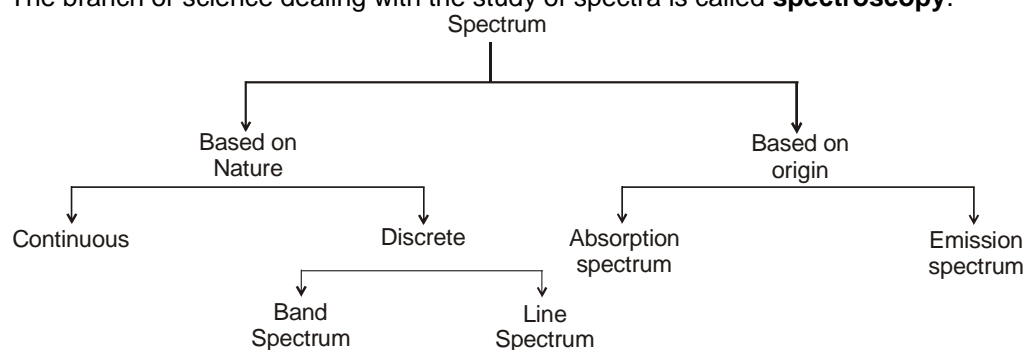 The branch of science dealing with the study of spectra is called spectroscopy.
Spectrum
Based on
Nature
Based on
origin
Continuous
Discrete
Absorption
spectrum
Emission
spectrum
Band
Spectrum
Line
Spectrum